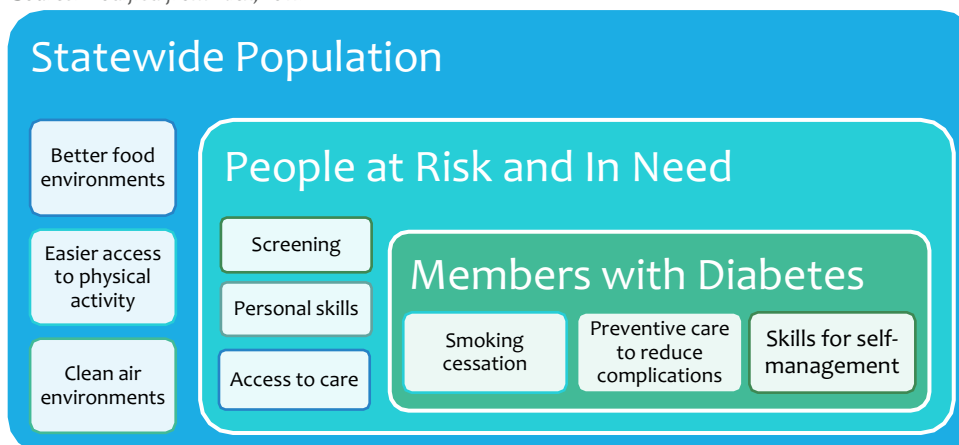 Statewide Population
Better food
environments
Easier access
to physical
activity
Clean air
environments
People at Risk and In Need
Screening
Personal skills
Access to care
Members with Diabetes
Smoking
cessation
Preventive care
to reduce
complications
Skills for self-
management